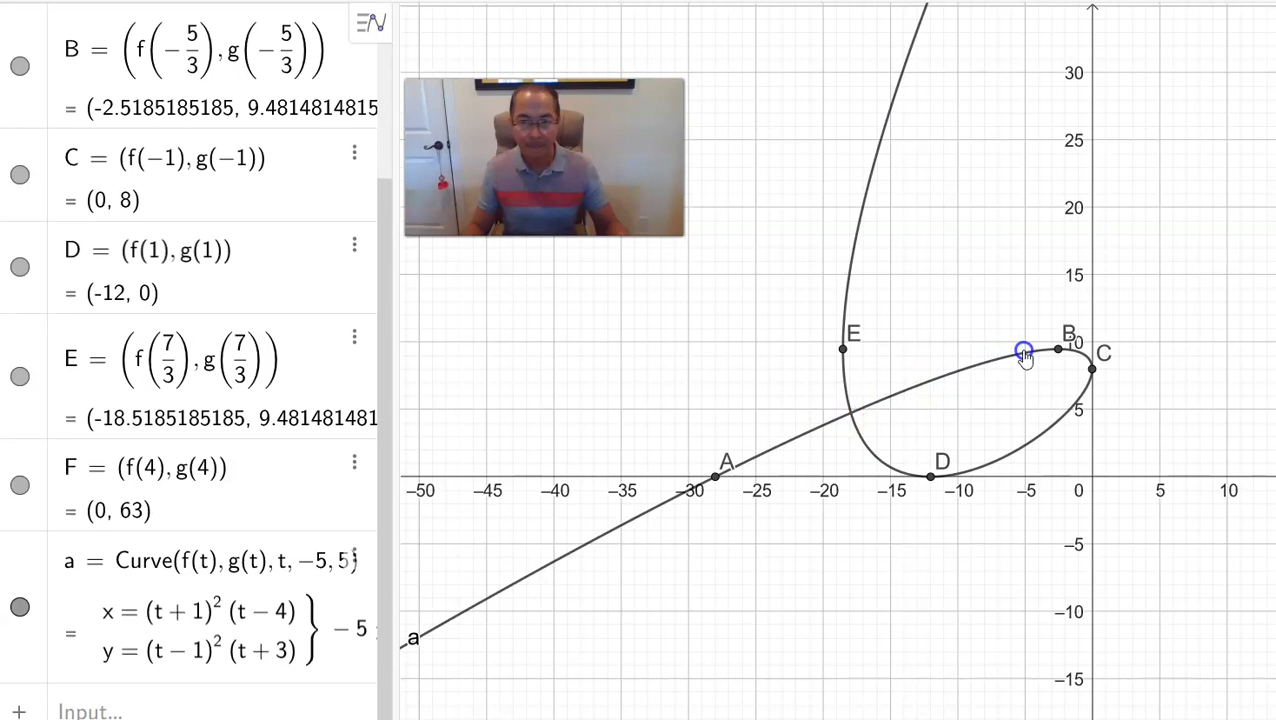 B = (f(−5/3), g(−5/3))
= (-2.5185185185, 9.4814814815
C = (f(−1), g(−1))
= (0, 8)
D = (f(1), g(1))
= (-12, 0)
E = (f(7/3), g(7/3))
= (-18.5185185185, 9.481481481
F = (f(4), g(4))
= (0, 63)
a = Curve(f(t), g(t), t, −5, 5)
= x = (t + 1)² (t − 4)
y = (t − 1)² (t + 3) } − 5
+ Input...
30
25
20
15
E B 10 C
5
A D
−50 −45 −40 −35 −30 −25 −20 −15 −10 −5 0 5 10
−5
−10
a
−15